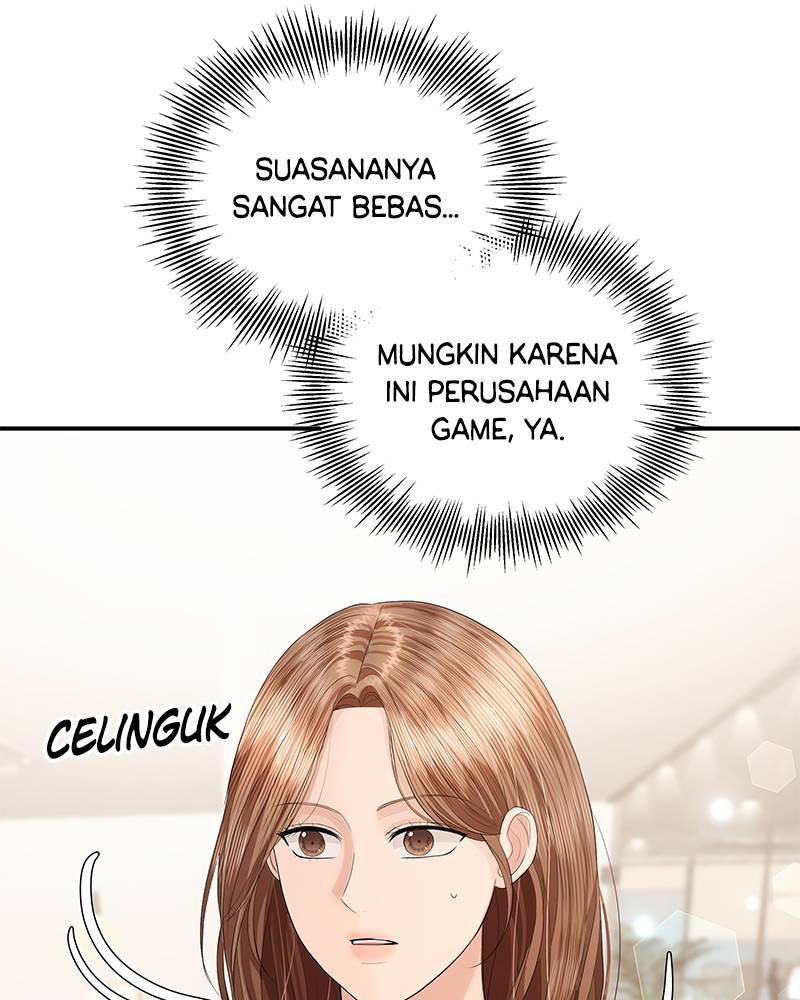 SUASANANYA
SANGAT BEBAS...
MUNGKIN KARENA
INI PERUSAHAAN
GAME, YA.
CELINGUK